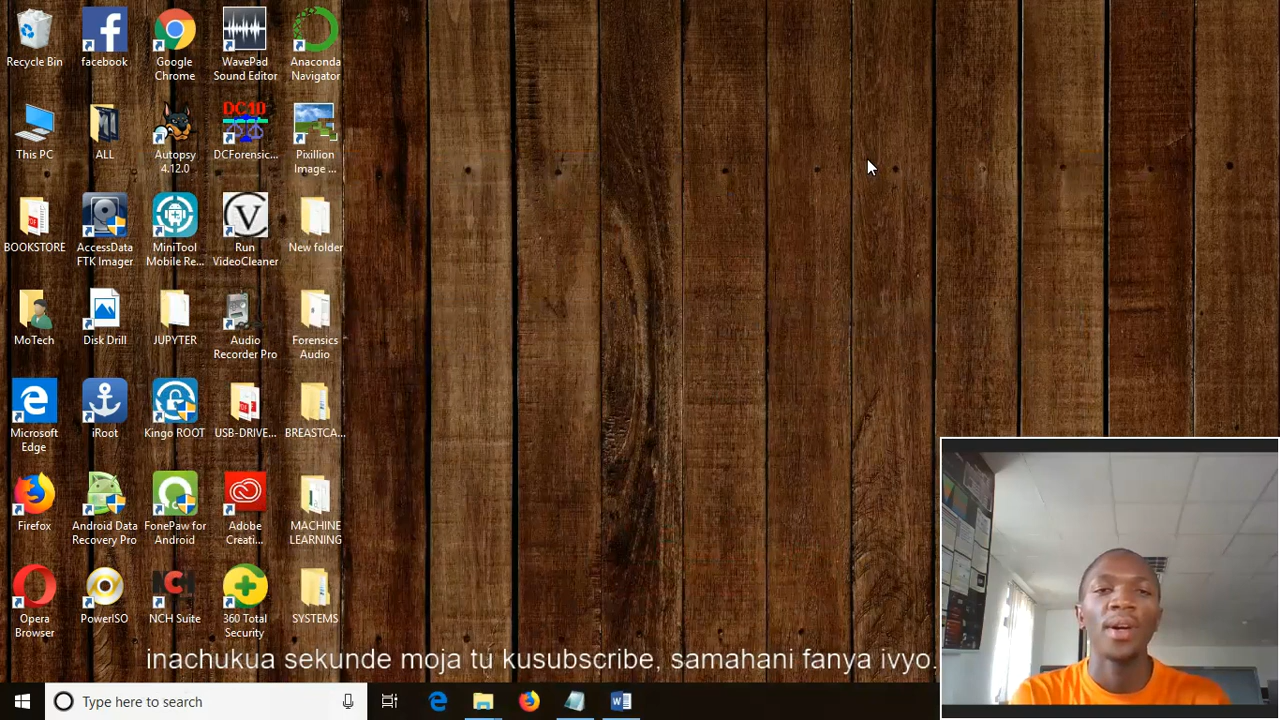 Recycle Bin
facebook
Google
Chrome
WavePad
Sound Editor
Anaconda
Navigator
This PC
ALL
Autopsy
4.12.0
DC10
DCForensic...
Pixillion
Image ...
BOOKSTORE
AccessData
FTK Imager
MiniTool
Mobile Re...
V
Run
VideoCleaner
New folder
MoTech
Disk Drill
JUPYTER
Audio
Recorder Pro
Forensics
Audio
Microsoft
Edge
iRoot
Kingo ROOT
USB-DRIVE...
BREASTCA...
Firefox
Android Data
Recovery Pro
FonePaw for
Android
Adobe
Creati...
MACHINE
LEARNING
Opera
Browser
PowerISO
NCH
NCH Suite
360 Total
Security
SYSTEMS
inachukua sekunde moja tu kusubscribe, samahani fanya ivyo.
Type here to search